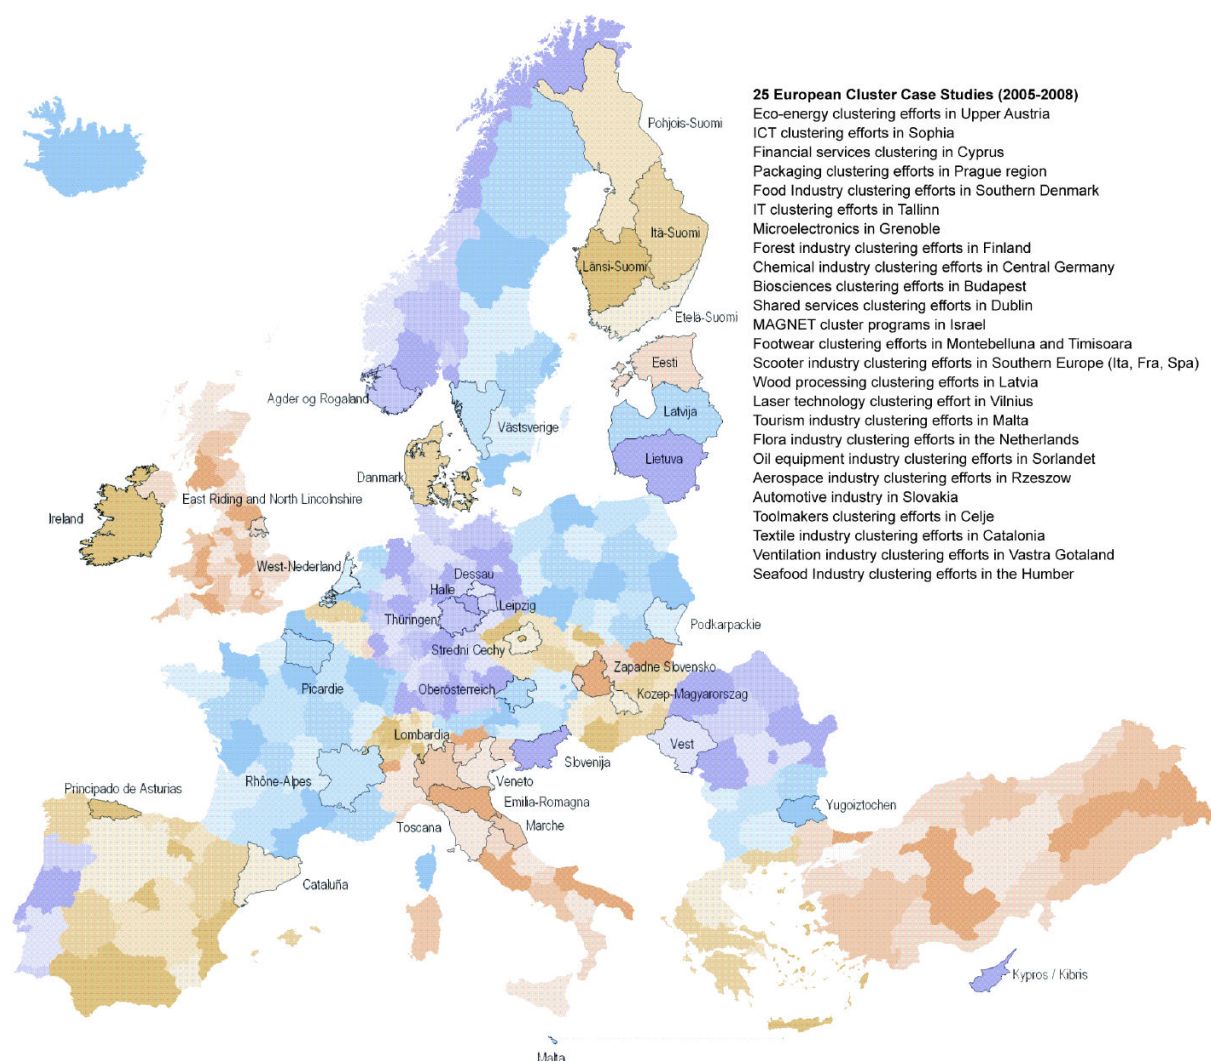 25 European Cluster Case Studies (2005-2008)
Eco-energy clustering efforts in Upper Austria
ICT clustering efforts in Sophia
Financial services clustering in Cyprus
Packaging clustering efforts in Prague region
Food Industry clustering efforts in Southern Denmark
IT clustering efforts in Tallinn
Microelectronics in Grenoble
Forest industry clustering efforts in Finland
Chemical industry clustering efforts in Central Germany
Biosciences clustering efforts in Budapest
Shared services clustering efforts in Dublin
MAGNET cluster programs in Israel
Footwear clustering efforts in Montebelluna and Timisoara
Scooter industry clustering efforts in Southern Europe (Ita, Fra, Spa)
Wood processing clustering efforts in Latvia
Laser technology clustering effort in Vilnius
Tourism industry clustering efforts in Malta
Flora industry clustering efforts in the Netherlands
Oil equipment industry clustering efforts in Sorlandet
Aerospace industry clustering efforts in Rzeszow
Automotive industry in Slovakia
Toolmakers clustering efforts in Celje
Textile industry clustering efforts in Catalonia
Ventilation industry clustering efforts in Vastra Gotaland
Seafood Industry clustering efforts in the Humber
Pohjois-Suomi
Itä-Suomi
Länsi-Suomi
Etelä-Suomi
Eesti
Agder og Rogaland
Latvija
Västsverige
Lietuva
Danmark
East Riding and North Lincolnshire
Ireland
West-Nederland
Dessau
Halle
Leipzig
Thüringen
Podkarpackie
Stredni Cechy
Zapadne Slovensko
Picardie
Oberösterreich
Kozep-Magyarorszag
Lombardia
Vest
Slovenija
Rhône-Alpes
Veneto
Principado de Asturias
Emilia-Romagna
Yugoiztochen
Toscana
Marche
Cataluña
Kypros / Kibris
Malta